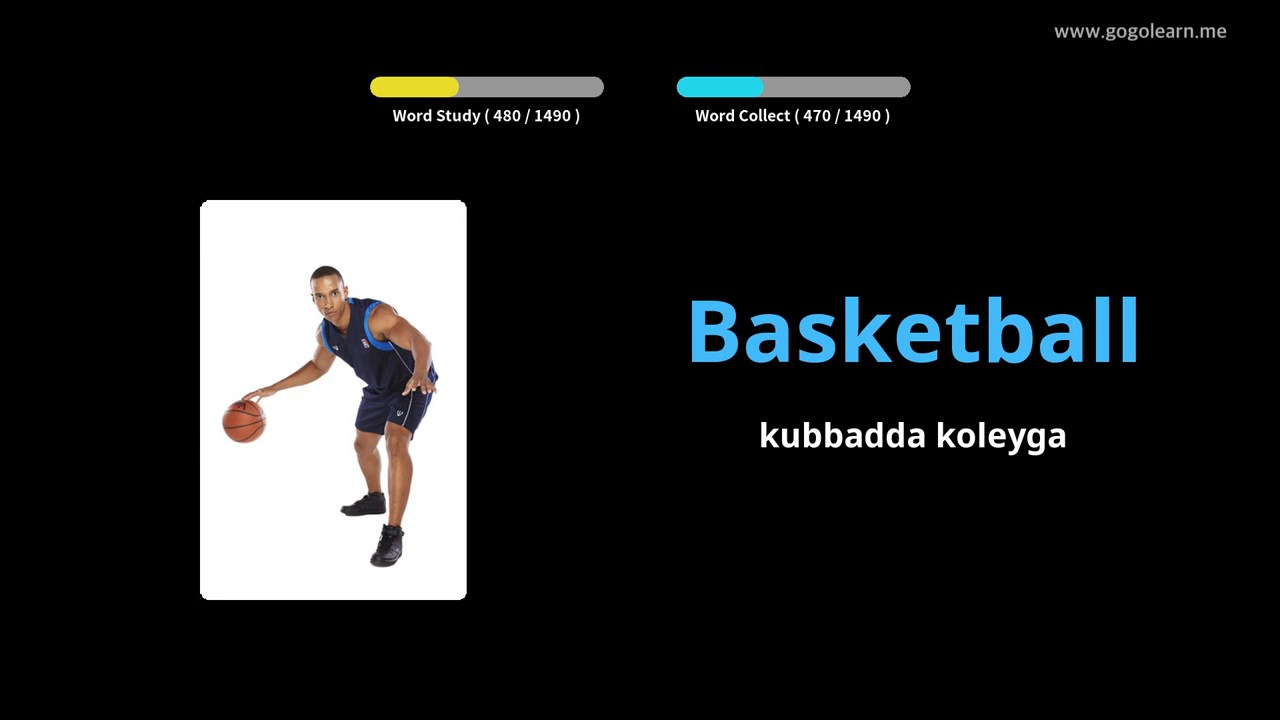 www.gogolearn.me
Word Study ( 480 / 1490 )
Word Collect ( 470 / 1490 )
Basketball
kubbadda koleyga